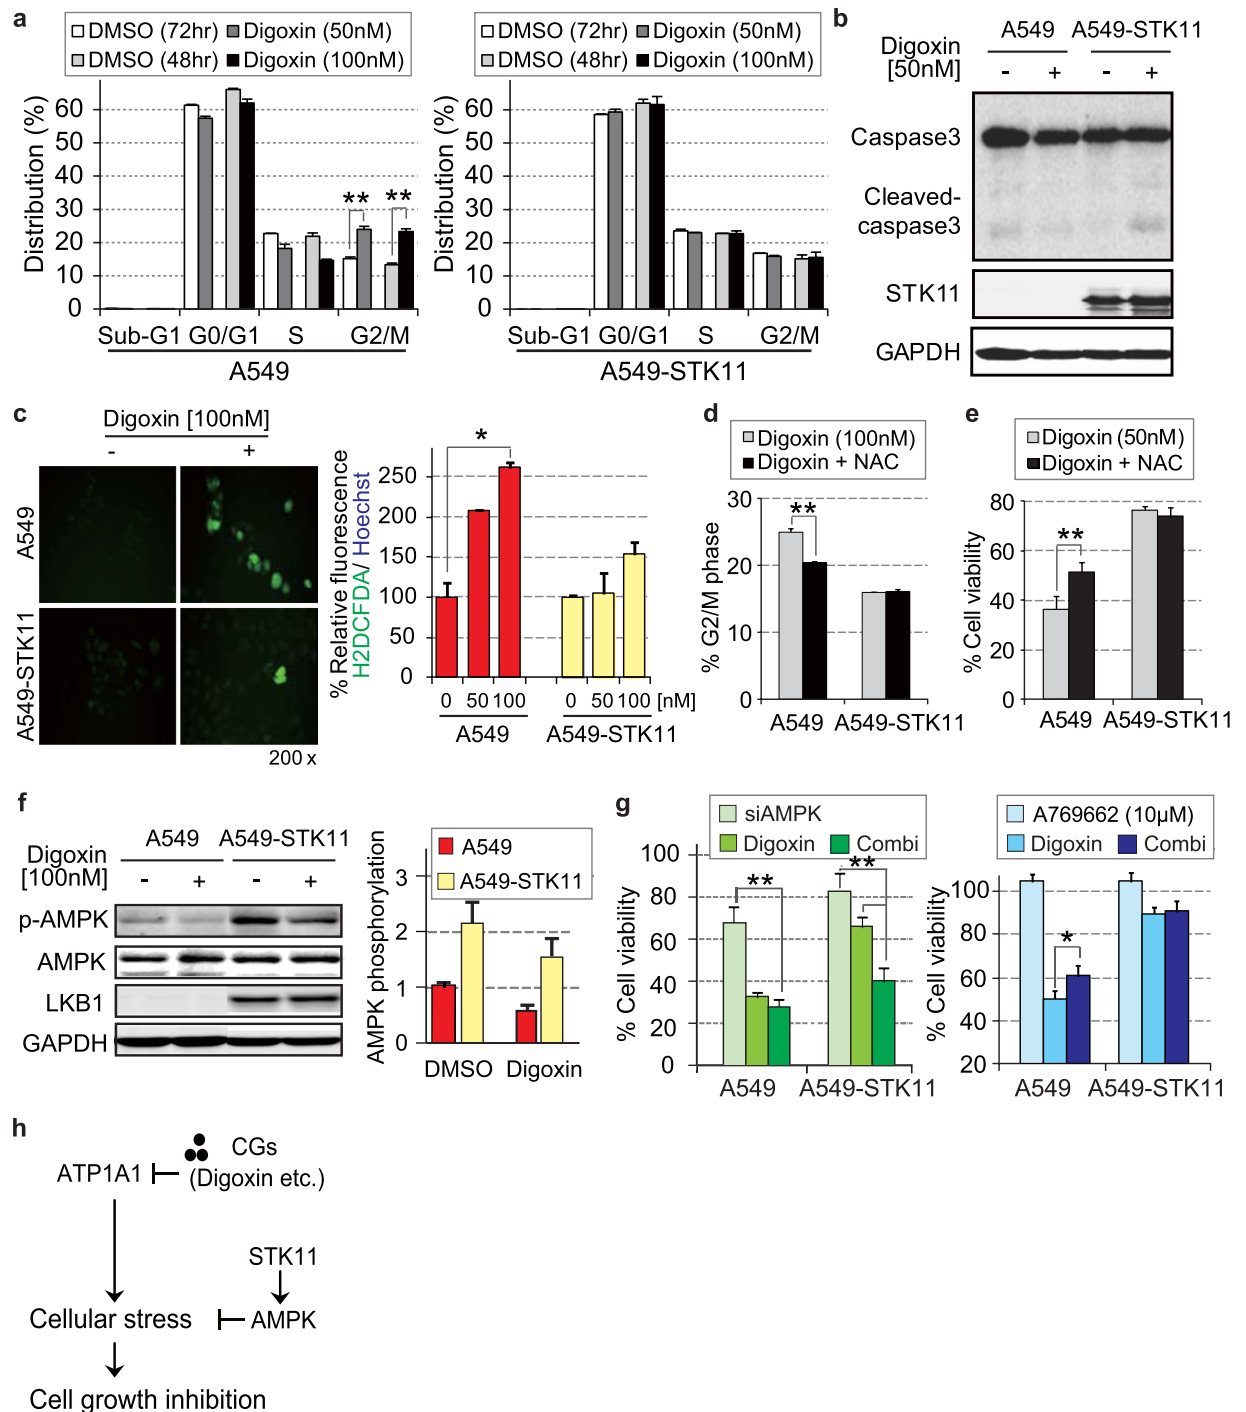 a
DMSO (72hr) Digoxin (50nM)
DMSO (48hr) Digoxin (100nM)
Distribution (%)
60
50
40
30
20
10
0
** **
Sub-G1 G0/G1 S G2/M
A549
DMSO (72hr) Digoxin (50nM)
DMSO (48hr) Digoxin (100nM)
Distribution (%)
60
50
40
30
20
10
0
Sub-G1 G0/G1 S G2/M
A549-STK11
b
A549 A549-STK11
Digoxin
[50nM] - + - +
Caspase3
Cleaved-
caspase3
STK11
GAPDH
c
Digoxin [100nM]
- +
A549
A549-STK11
200 x
% Relative fluorescence
H2DCFDA/ Hoechst
250
200
150
100
50
0
*
0 50 100 0 50 100 [nM]
A549 A549-STK11
d
Digoxin (100nM)
Digoxin + NAC
% G2/M phase
30
20
10
0
**
A549 A549-STK11
e
Digoxin (50nM)
Digoxin + NAC
% Cell viability
80
60
40
20
0
**
A549 A549-STK11
f
A549 A549-STK11
Digoxin
[100nM] - + - +
p-AMPK
AMPK
LKB1
GAPDH
AMPK phosphorylation
A549
A549-STK11
3
2
1
0
DMSO Digoxin
g
siAMPK
Digoxin Combi
% Cell viability
100
80
60
40
20
0
** **
A549 A549-STK11
A769662 (10µM)
Digoxin Combi
% Cell viability
100
80
60
40
20
*
A549 A549-STK11
h
CGs
ATP1A1 (Digoxin etc.)
STK11
Cellular stress AMPK
Cell growth inhibition